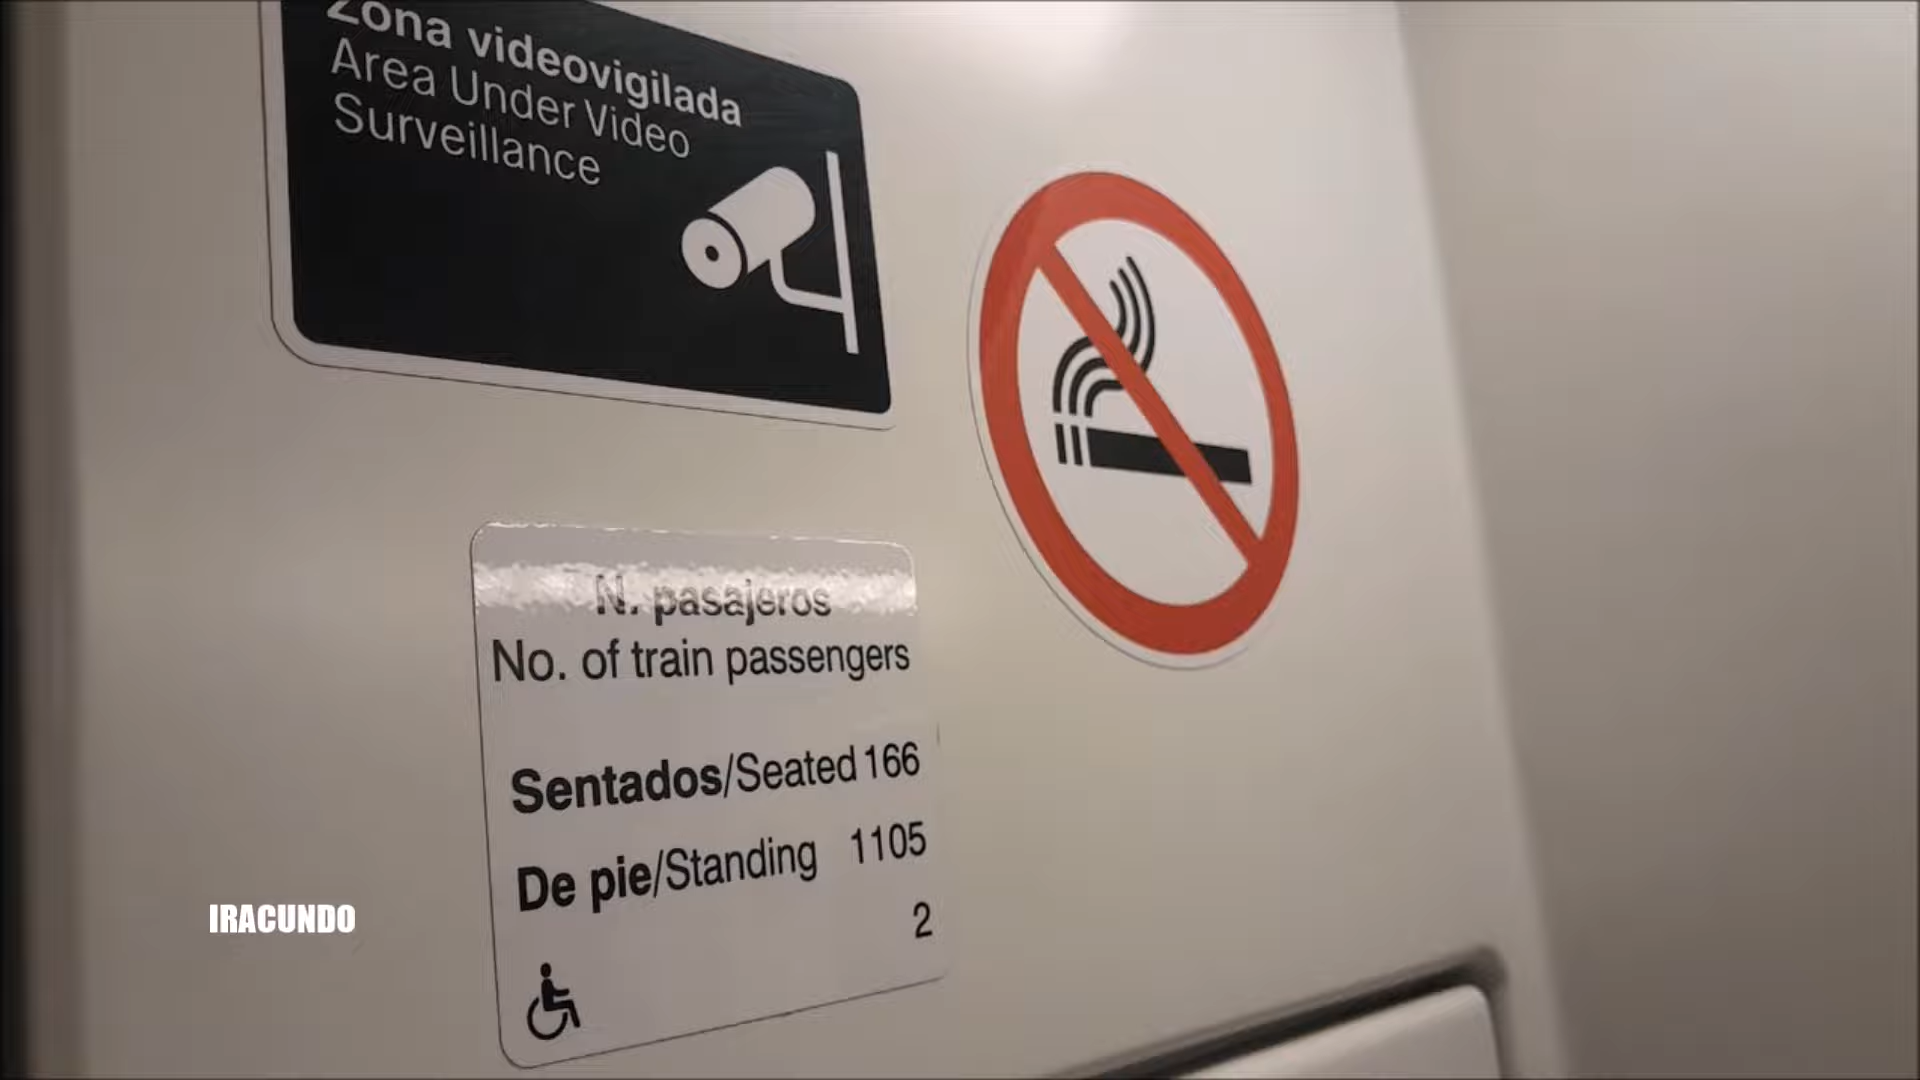 Zona videovigilada
Area Under Video
Surveillance
N. pasajeros
No. of train passengers
Sentados/Seated 166
De pie/Standing 1105
2
IRACUNDO